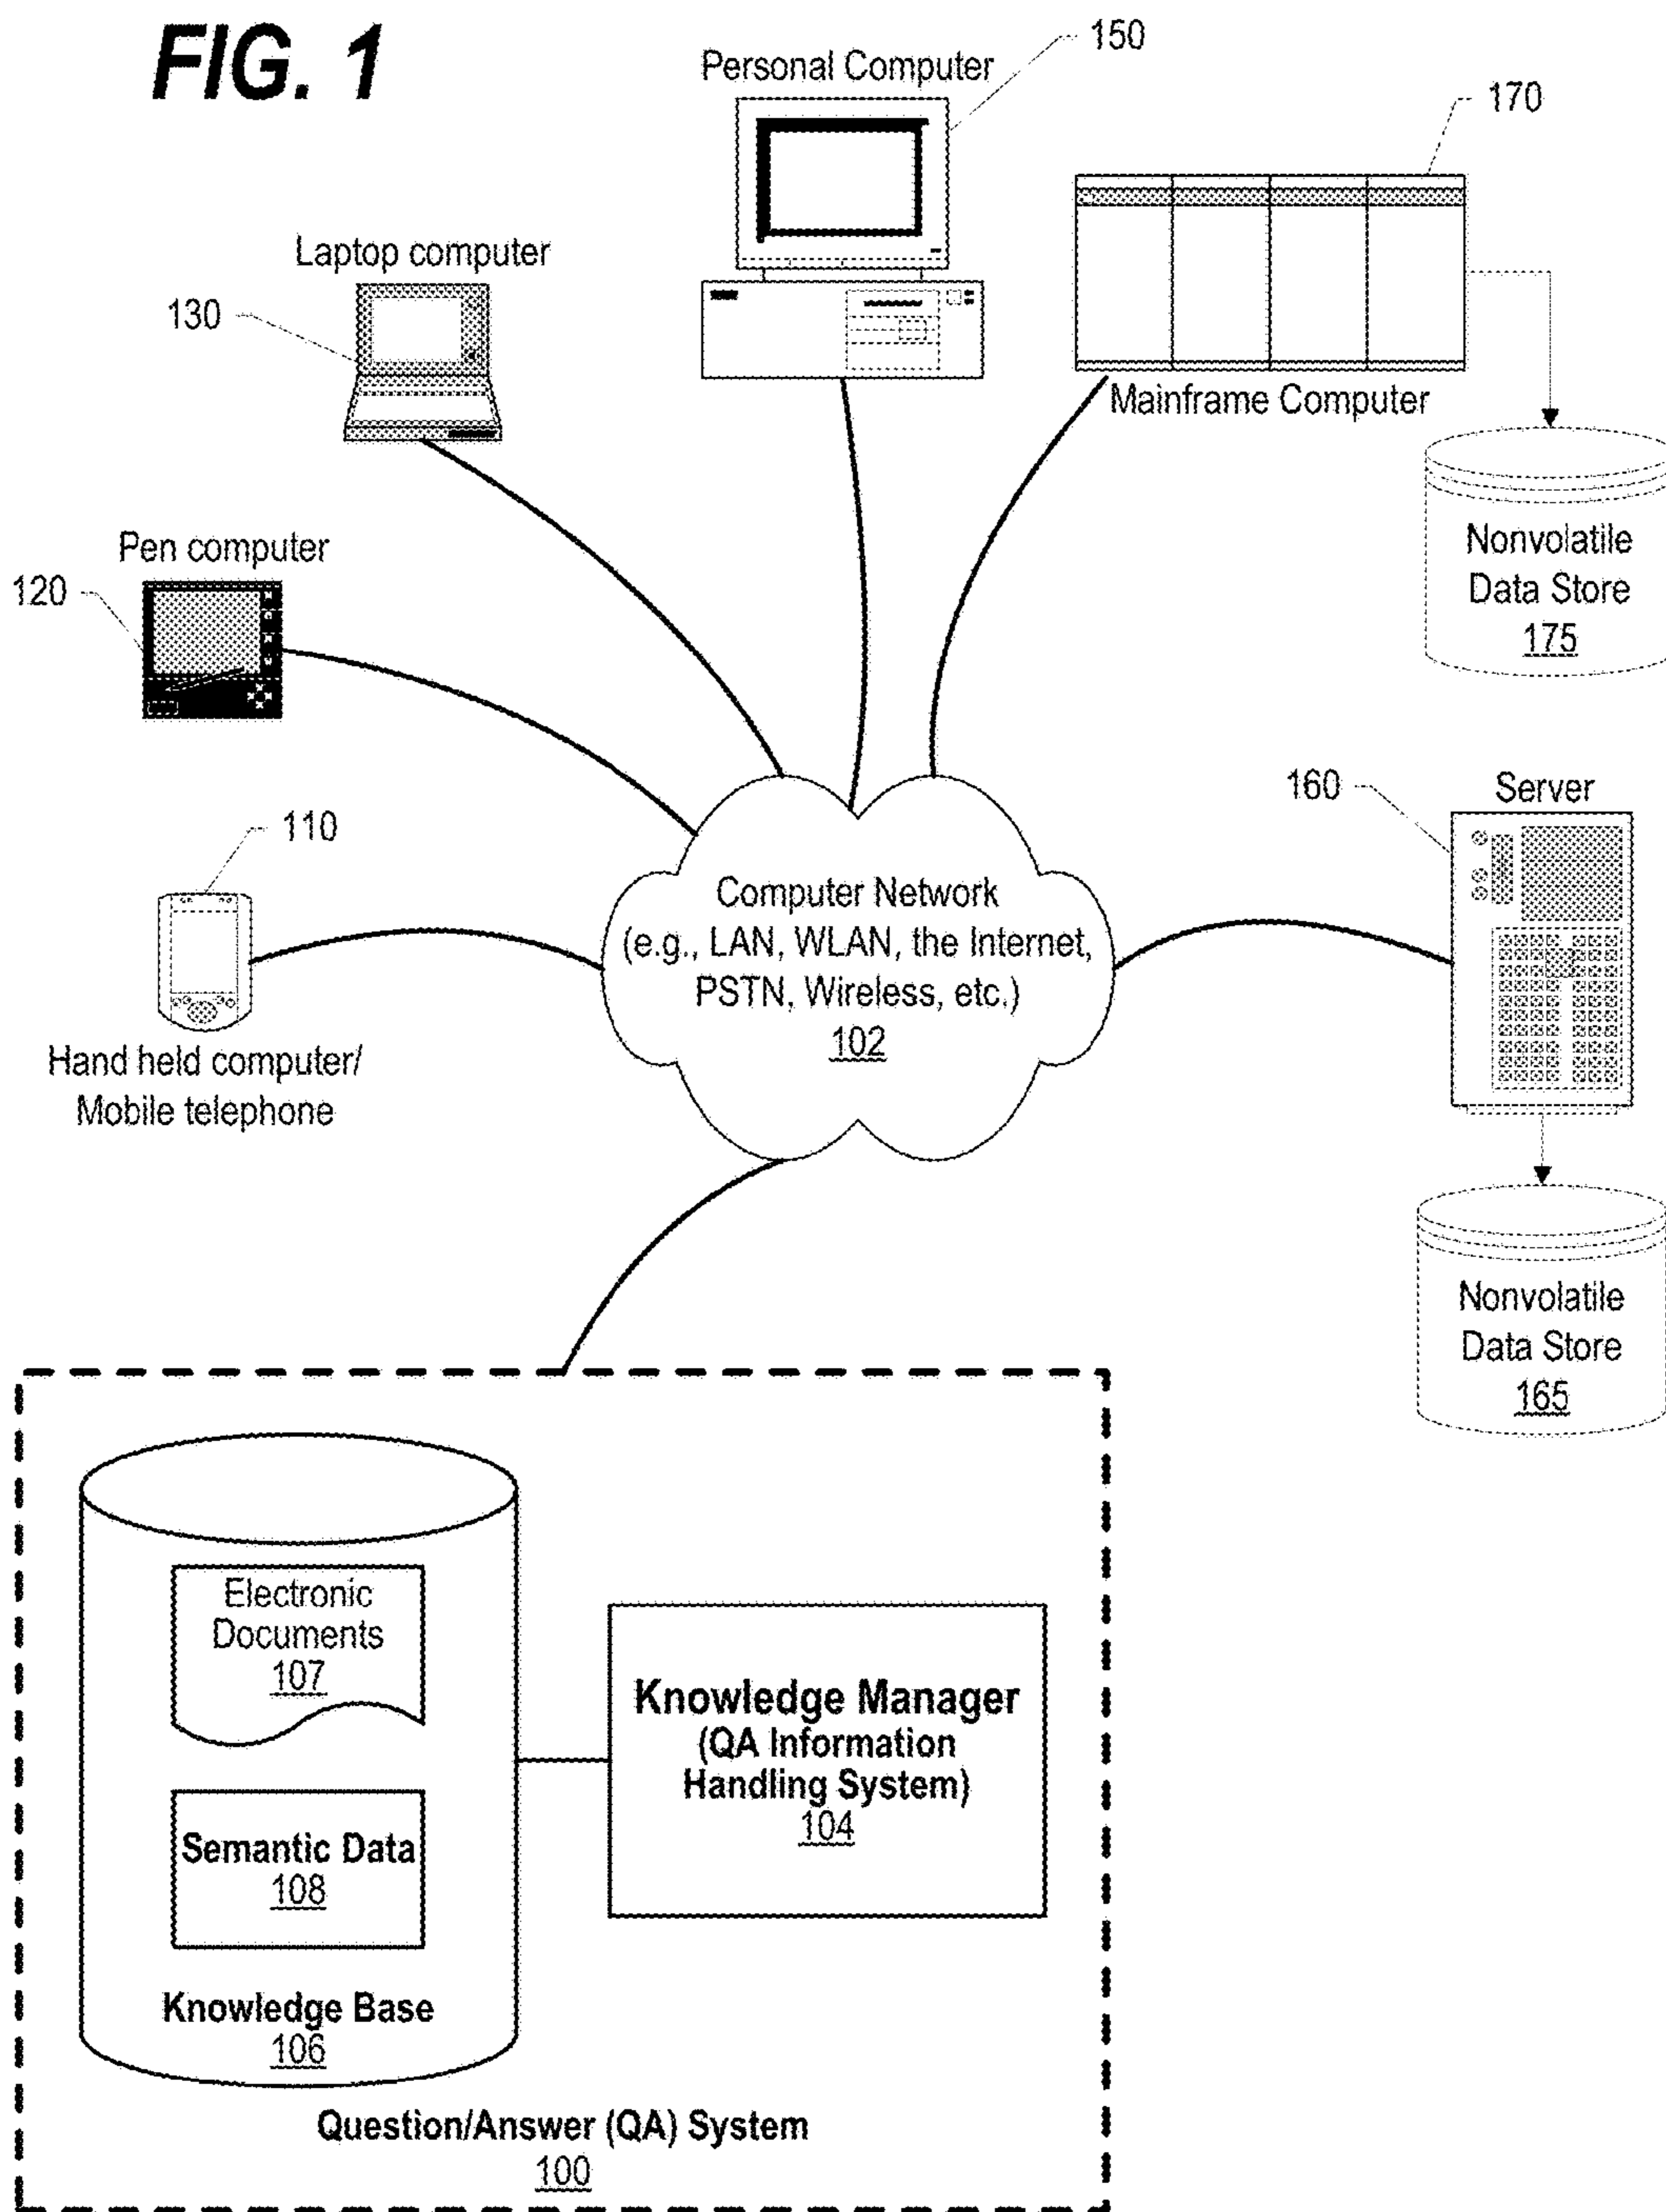 FIG. 1
Personal Computer
150
170
Laptop computer
130
Mainframe Computer
Nonvolatile
Data Store
175
Pen computer
120
110
Hand held computer/
Mobile telephone
Computer Network
(e.g., LAN, WLAN, the Internet,
PSTN, Wireless, etc.)
102
160
Server
Nonvolatile
Data Store
165
Electronic
Documents
107
Semantic Data
108
Knowledge Base
106
Knowledge Manager
(QA Information
Handling System)
104
Question/Answer (QA) System
100